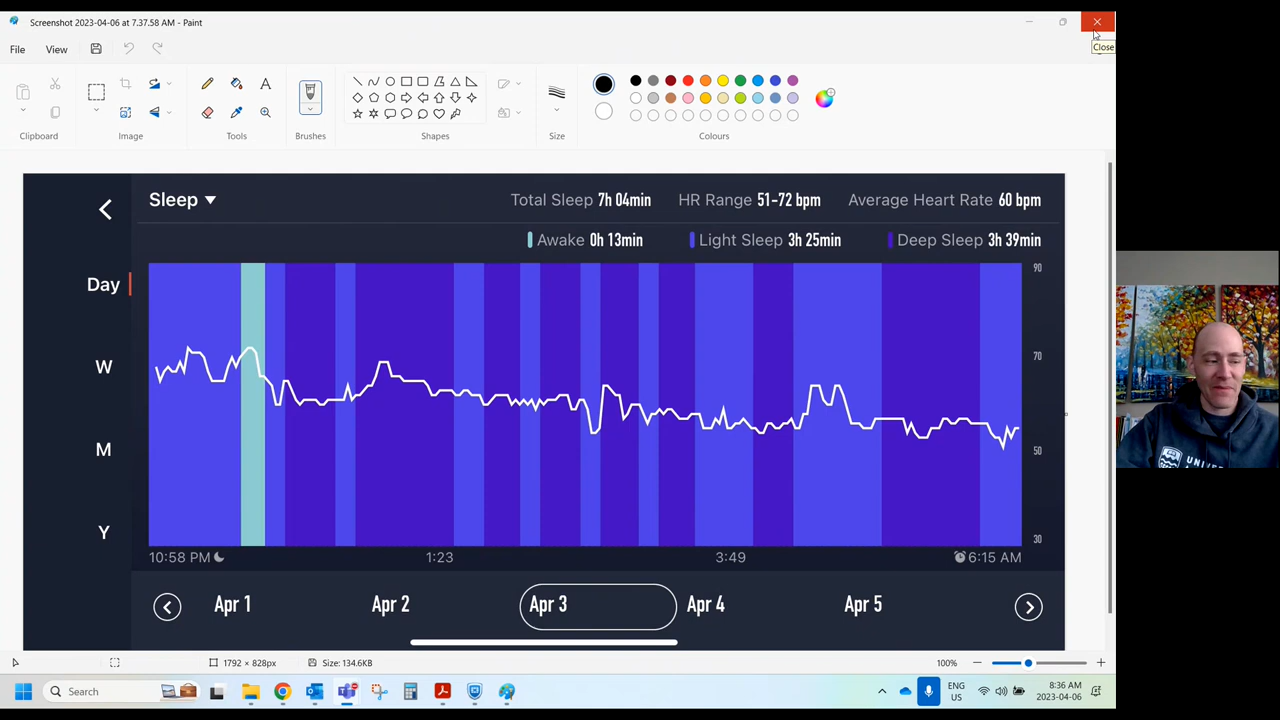 Screenshot 2023-04-06 at 7.37.58 AM - Paint
Close
File View
A
Clipboard Image Tools Brushes Shapes Size Colours
Sleep Total Sleep 7h 04min HR Range 51-72 bpm Average Heart Rate 60 bpm
Awake 0h 13min Light Sleep 3h 25min Deep Sleep 3h 39min
Day
W
M
Y
90
70
50
30
10:58 PM 1:23 3:49 6:15 AM
Apr 1 Apr 2 Apr 3 Apr 4 Apr 5
1792 × 828px Size: 134.6KB 100%
Search ENG US 8:36 AM 2023-04-06